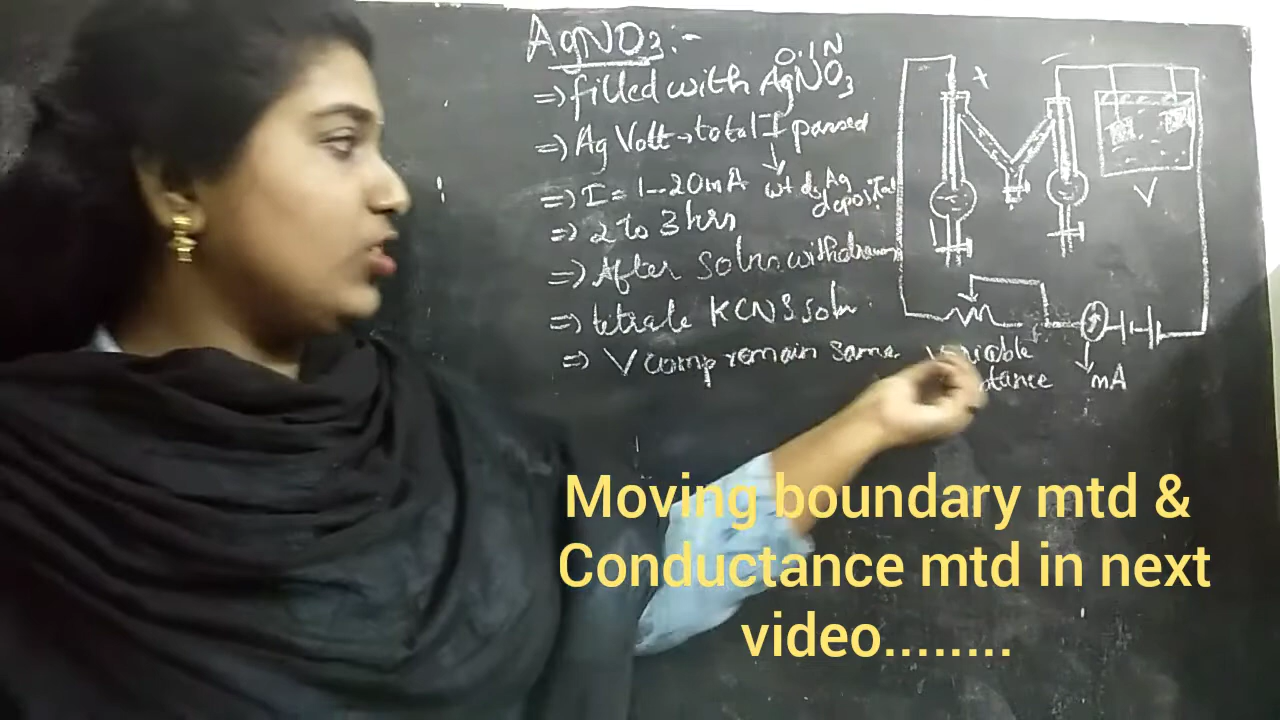 AgNO3:-
0.1N
=> filled with AgNO3
=> Ag Volt → total I passed
=> I = 1-20mA wt of Ag
deposited
=> 2 to 3 hrs
=> After soln withdrawn
=> titrate KCNS soln
=> V comp remain same
+
-
V
Variable
mA
Moving boundary mtd &
Conductance mtd in next
video........